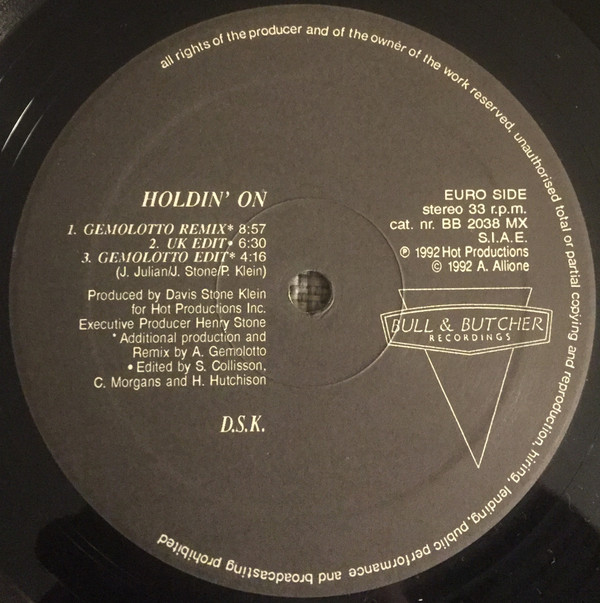 all rights of the producer and of the owner of the work reserved, unauthorised total or partial copying and reproduction, hiring, lending, public performance and broadcasting prohibited
HOLDIN' ON
1. GEMOLOTTO REMIX* 8:57
2. UK EDIT• 6:30
3. GEMOLOTTO EDIT* 4:16
(J. Julian/J. Stone/P. Klein)
Produced by Davis Stone Klein
for Hot Productions Inc.
Executive Producer Henry Stone
* Additional production and
Remix by A. Gemolotto
• Edited by S. Collisson,
C. Morgans and H. Hutchison
D.S.K.
EURO SIDE
stereo 33 r.p.m.
cat. nr. BB 2038 MX
S.I.A.E.
℗ 1992 Hot Productions
© 1992 A. Allione
BULL & BUTCHER
RECORDINGS